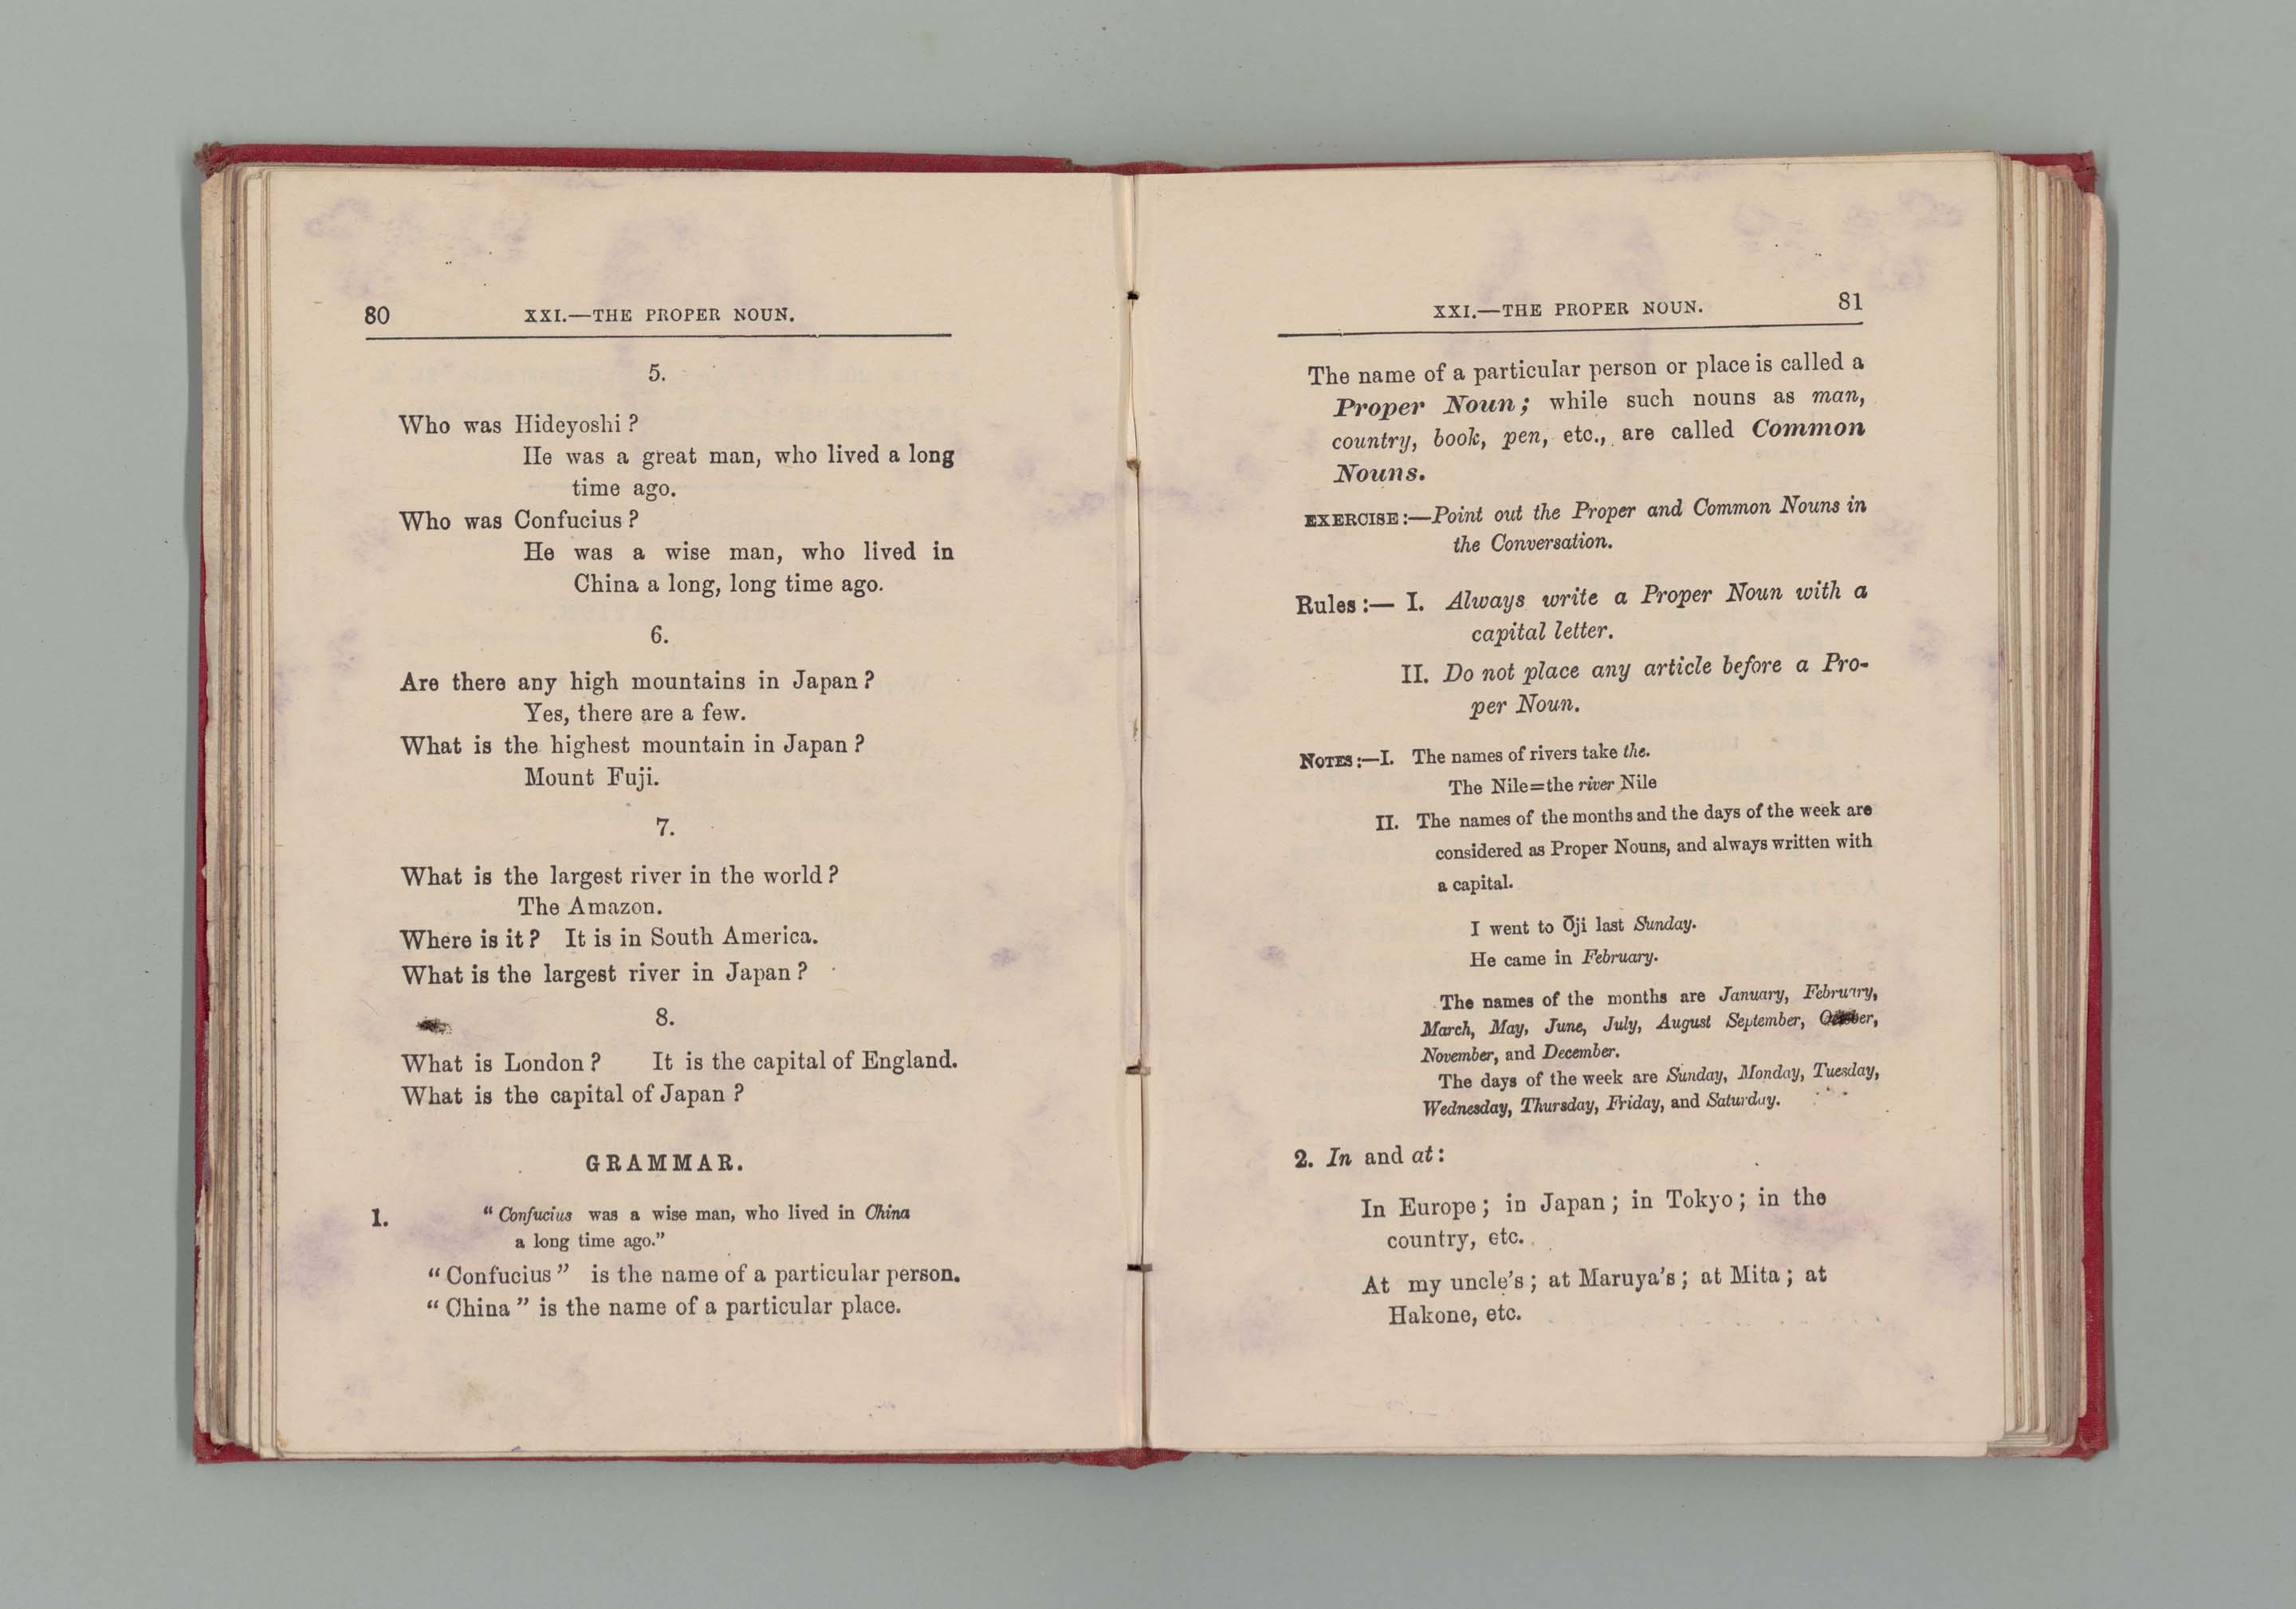 80 XXI.—THE PROPER NOUN.
5.
Who was Hideyoshi?
He was a great man, who lived a long
time ago.
Who was Confucius?
He was a wise man, who lived in
China a long, long time ago.
6.
Are there any high mountains in Japan?
Yes, there are a few.
What is the highest mountain in Japan?
Mount Fuji.
7.
What is the largest river in the world?
The Amazon.
Where is it? It is in South America.
What is the largest river in Japan?
8.
What is London? It is the capital of England.
What is the capital of Japan?
GRAMMAR.
1. "Confucius was a wise man, who lived in China
a long time ago."
"Confucius" is the name of a particular person.
"China" is the name of a particular place.
XXI.—THE PROPER NOUN. 81
The name of a particular person or place is called a
Proper Noun; while such nouns as man,
country, book, pen, etc., are called Common
Nouns.
EXERCISE:—Point out the Proper and Common Nouns in
the Conversation.
Rules:— I. Always write a Proper Noun with a
capital letter.
II. Do not place any article before a Pro-
per Noun.
NOTES:—I. The names of rivers take the.
The Nile=the river Nile
II. The names of the months and the days of the week are
considered as Proper Nouns, and always written with
a capital.
I went to Ōji last Sunday.
He came in February.
The names of the months are January, February,
March, May, June, July, August September, October,
November, and December.
The days of the week are Sunday, Monday, Tuesday,
Wednesday, Thursday, Friday, and Saturday.
2. In and at:
In Europe; in Japan; in Tokyo; in the
country, etc.
At my uncle's; at Maruya's; at Mita; at
Hakone, etc.